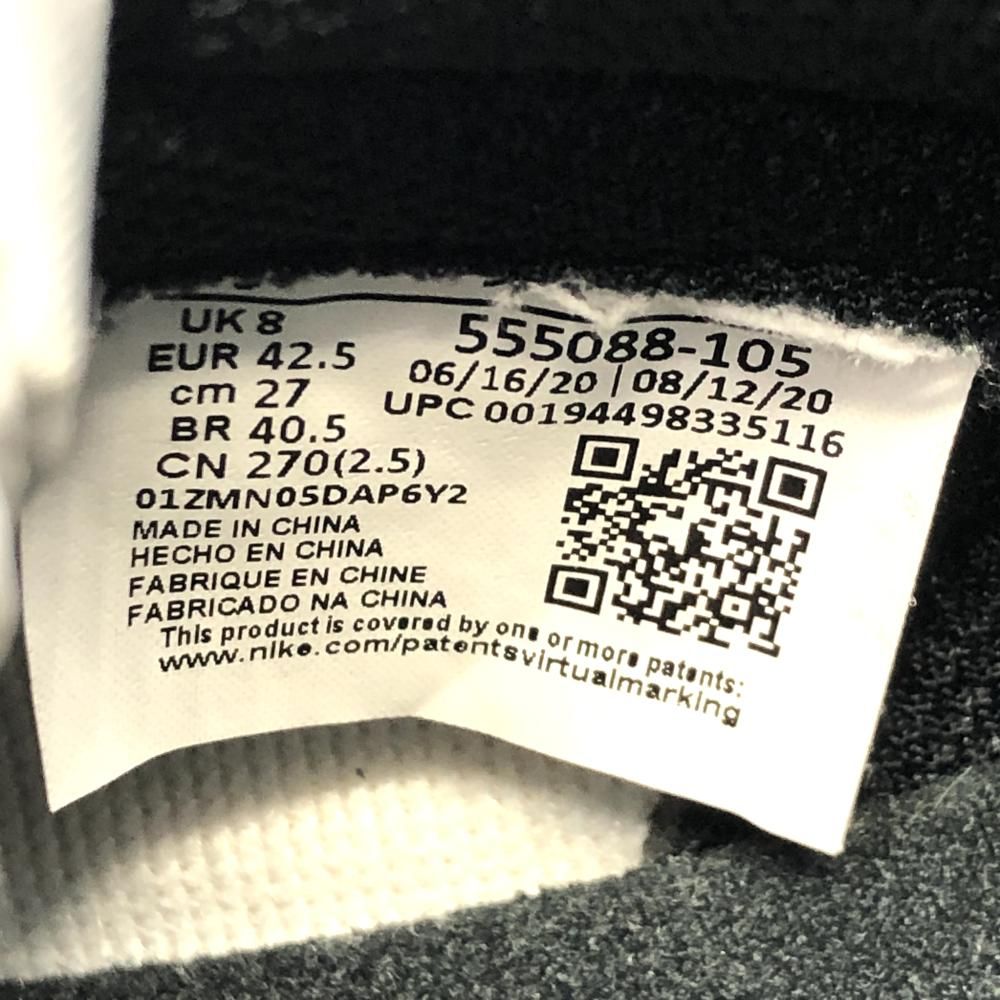 UK 8
EUR 42.5
cm 27
BR 40.5
CN 270(2.5)
01ZMN05DAP6Y2
MADE IN CHINA
HECHO EN CHINA
FABRIQUE EN CHINE
FABRICADO NA CHINA
555088-105
06/16/20 | 08/12/20
UPC 00194498335116
This product is covered by one or more patents:
www.nike.com/patentsvirtualmarking